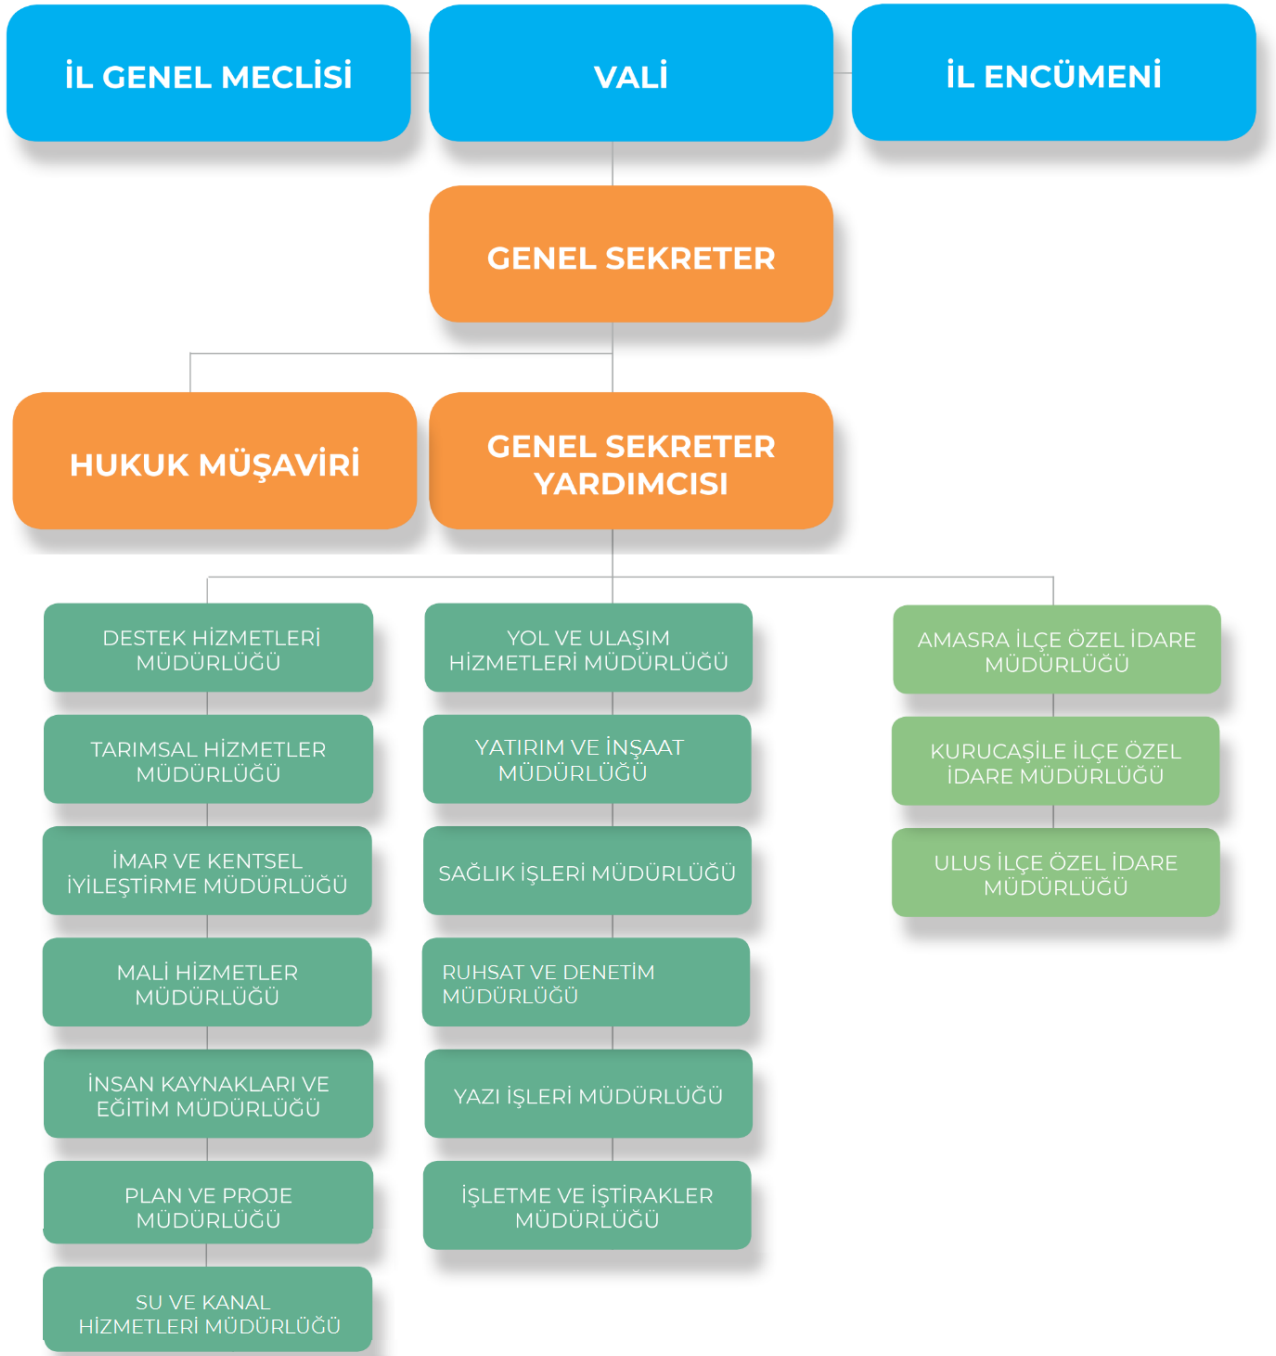 İL GENEL MECLİSİ
VALİ
İL ENCÜMENİ
GENEL SEKRETER
HUKUK MÜŞAVİRİ
GENEL SEKRETER
YARDIMCISI
DESTEK HİZMETLERİ
MÜDÜRLÜĞÜ
TARIMSAL HİZMETLER
MÜDÜRLÜĞÜ
İMAR VE KENTSEL
İYİLEŞTİRME MÜDÜRLÜĞÜ
MALİ HİZMETLER
MÜDÜRLÜĞÜ
İNSAN KAYNAKLARI VE
EĞİTİM MÜDÜRLÜĞÜ
PLAN VE PROJE
MÜDÜRLÜĞÜ
SU VE KANAL
HİZMETLERİ MÜDÜRLÜĞÜ
YOL VE ULAŞIM
HİZMETLERİ MÜDÜRLÜĞÜ
YATIRIM VE İNŞAAT
MÜDÜRLÜĞÜ
SAĞLIK İŞLERİ MÜDÜRLÜĞÜ
RUHSAT VE DENETİM
MÜDÜRLÜĞÜ
YAZI İŞLERİ MÜDÜRLÜĞÜ
İŞLETME VE İŞTİRAKLER
MÜDÜRLÜĞÜ
AMASRA İLÇE ÖZEL İDARE
MÜDÜRLÜĞÜ
KURUCAŞİLE İLÇE ÖZEL
İDARE MÜDÜRLÜĞÜ
ULUS İLÇE ÖZEL İDARE
MÜDÜRLÜĞÜ